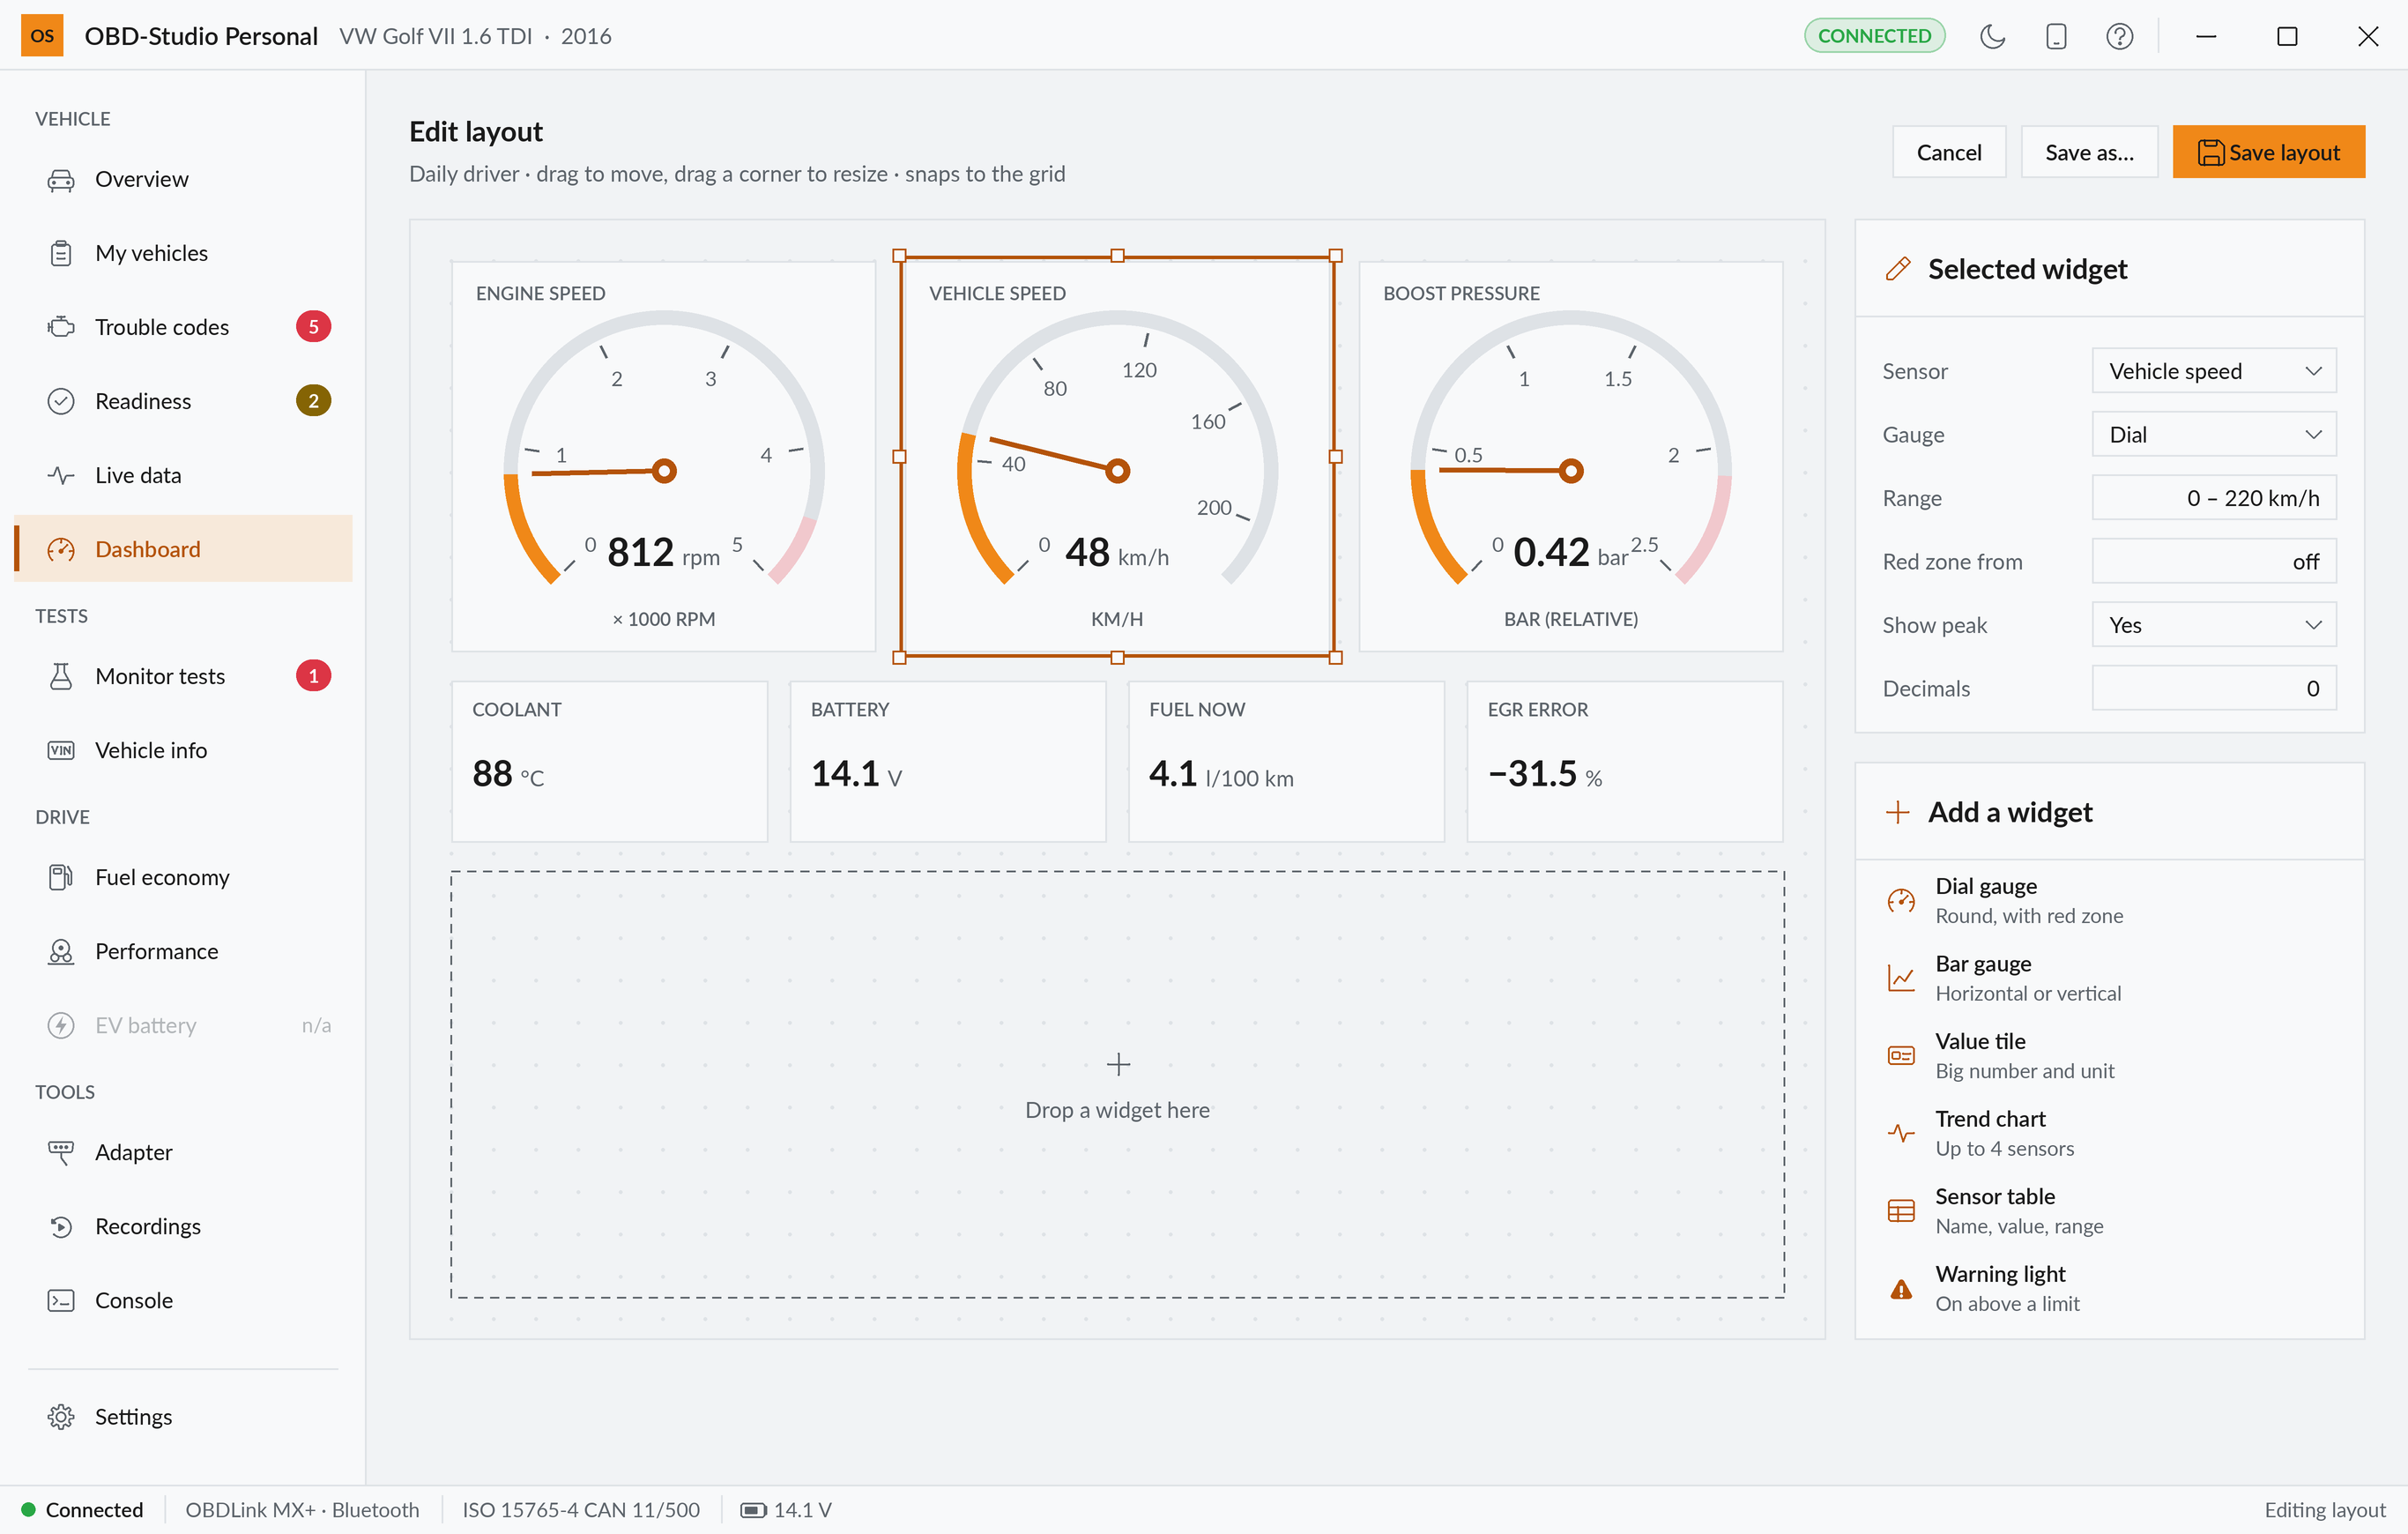 OS
OBD-Studio Personal
VW Golf VII 1.6 TDI · 2016
CONNECTED
VEHICLE
Overview
My vehicles
Trouble codes
5
Readiness
2
Live data
Dashboard
TESTS
Monitor tests
1
VIN
Vehicle info
DRIVE
Fuel economy
Performance
EV battery
n/a
TOOLS
Adapter
Recordings
Console
Settings
Edit layout
Daily driver · drag to move, drag a corner to resize · snaps to the grid
Cancel
Save as...
Save layout
ENGINE SPEED
0
1
2
3
4
5
812 rpm
× 1000 RPM
VEHICLE SPEED
0
40
80
120
160
200
48 km/h
KM/H
BOOST PRESSURE
0
0.5
1
1.5
2
2.5
0.42 bar
BAR (RELATIVE)
COOLANT
88 °C
BATTERY
14.1 V
FUEL NOW
4.1 l/100 km
EGR ERROR
−31.5 %
Drop a widget here
Selected widget
Sensor
Vehicle speed
Gauge
Dial
Range
0 – 220 km/h
Red zone from
off
Show peak
Yes
Decimals
0
Add a widget
Dial gauge
Round, with red zone
Bar gauge
Horizontal or vertical
Value tile
Big number and unit
Trend chart
Up to 4 sensors
Sensor table
Name, value, range
Warning light
On above a limit
Connected
OBDLink MX+ · Bluetooth
ISO 15765-4 CAN 11/500
14.1 V
Editing layout